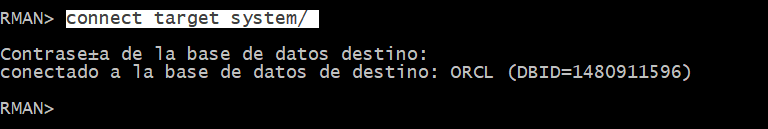 RMAN> connect target system/
Contrase±a de la base de datos destino:
conectado a la base de datos de destino: ORCL (DBID=1480911596)
RMAN>